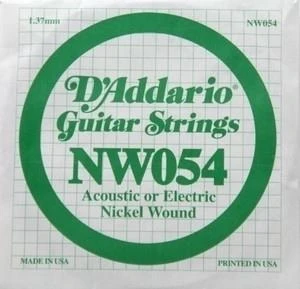 1.37mm NW054
D'Addario
Guitar Strings
NW054
Acoustic or Electric
Nickel Wound
MADE IN USA PRINTED IN USA